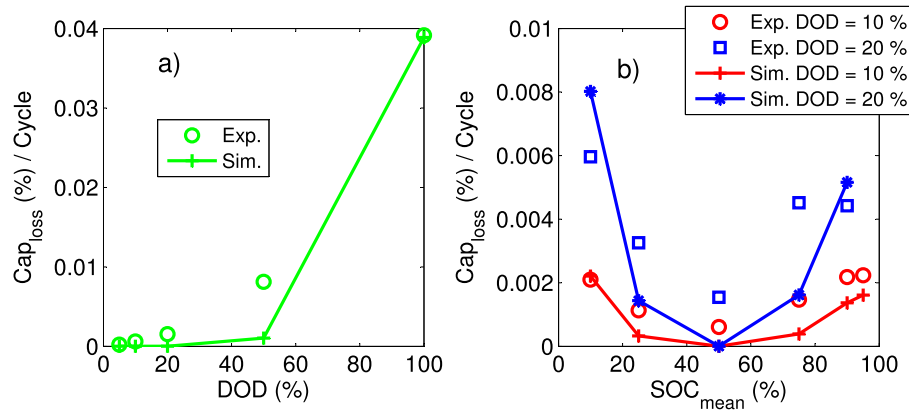 0.04
0.03
0.02
0.01
0
0
20
40
60
80
100
DOD (%)
Cap_loss (%) / Cycle
a)
Exp.
Sim.
0.01
0.008
0.006
0.004
0.002
0
0
20
40
60
80
100
SOC_mean (%)
Cap_loss (%) / Cycle
b)
Exp. DOD = 10 %
Exp. DOD = 20 %
Sim. DOD = 10 %
Sim. DOD = 20 %